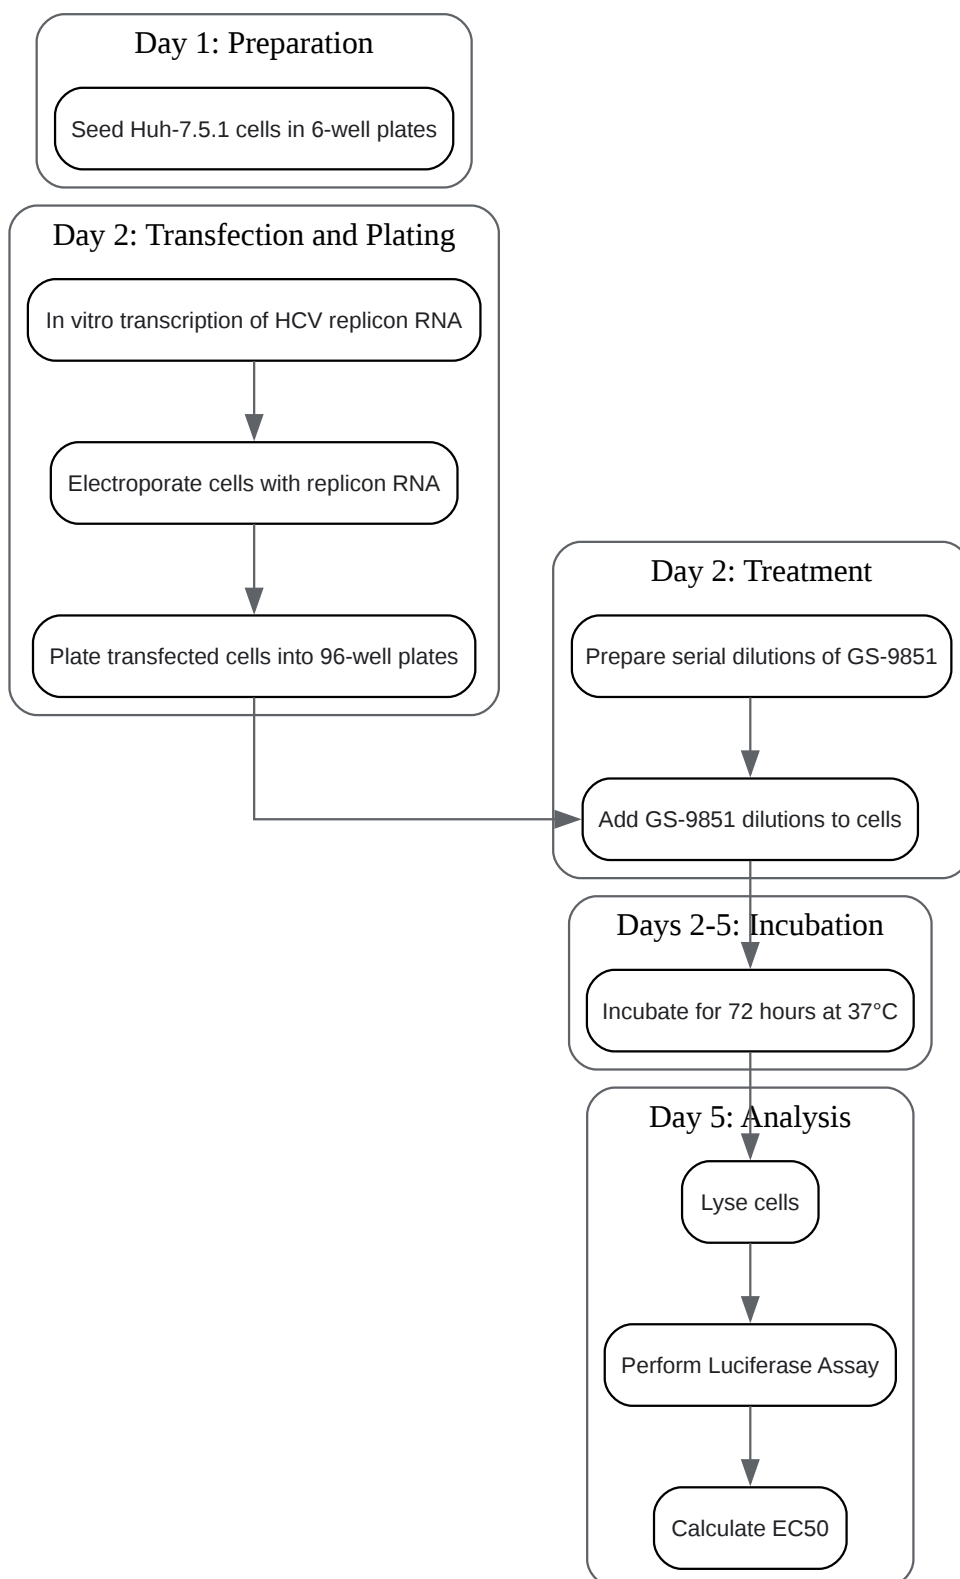 Day 1: Preparation
Seed Huh-7.5.1 cells in 6-well plates
Day 2: Transfection and Plating
In vitro transcription of HCV replicon RNA
Electroporate cells with replicon RNA
Plate transfected cells into 96-well plates
Day 2: Treatment
Prepare serial dilutions of GS-9851
Add GS-9851 dilutions to cells
Days 2-5: Incubation
Incubate for 72 hours at 37°C
Day 5: Analysis
Lyse cells
Perform Luciferase Assay
Calculate EC50